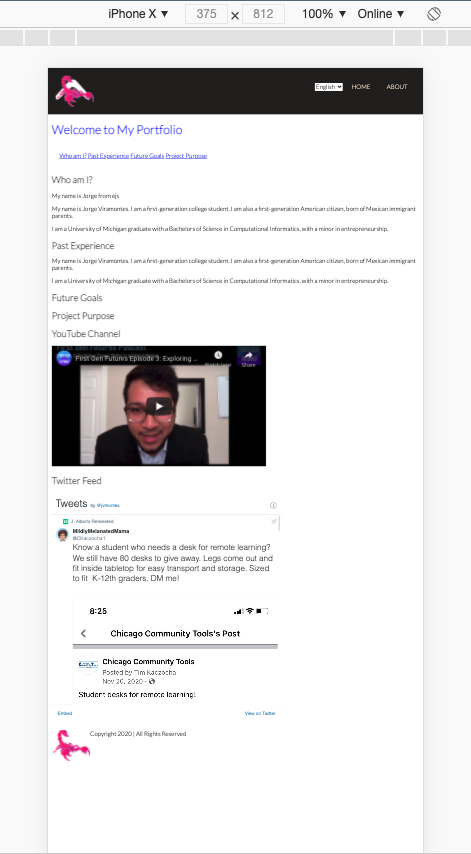 iPhone X ▼ 375 × 812 100% ▼ Online ▼
English HOME ABOUT
Welcome to My Portfolio
Who am I? Past Experience Future Goals Project Purpose
Who am I?
My name is Jorge from ejs
My name is Jorge Viramontes. I am a first-generation college student. I am also a first-generation American citizen, born of Mexican immigrant
parents.
I am a University of Michigan graduate with a Bachelors of Science in Computational Informatics, with a minor in entrepreneurship.
Past Experience
My name is Jorge Viramontes. I am a first-generation college student. I am also a first-generation American citizen, born of Mexican immigrant
parents.
I am a University of Michigan graduate with a Bachelors of Science in Computational Informatics, with a minor in entrepreneurship.
Future Goals
Project Purpose
YouTube Channel
First Gen Futures Episode 3: Exploring ...
Watch later Share
Twitter Feed
Tweets by @jvmontes
J. Alberto Retweeted
MildlyMelanatedMama
@DKaczocha1
Know a student who needs a desk for remote learning?
We still have 80 desks to give away. Legs come out and
fit inside tabletop for easy transport and storage. Sized
to fit K-12th graders. DM me!
8:25
Chicago Community Tools's Post
Chicago Community Tools
Posted by Tim Kaczocha
Nov 20, 2020 ·
Student desks for remote learning!
Embed View on Twitter
Copyright 2020 | All Rights Reserved